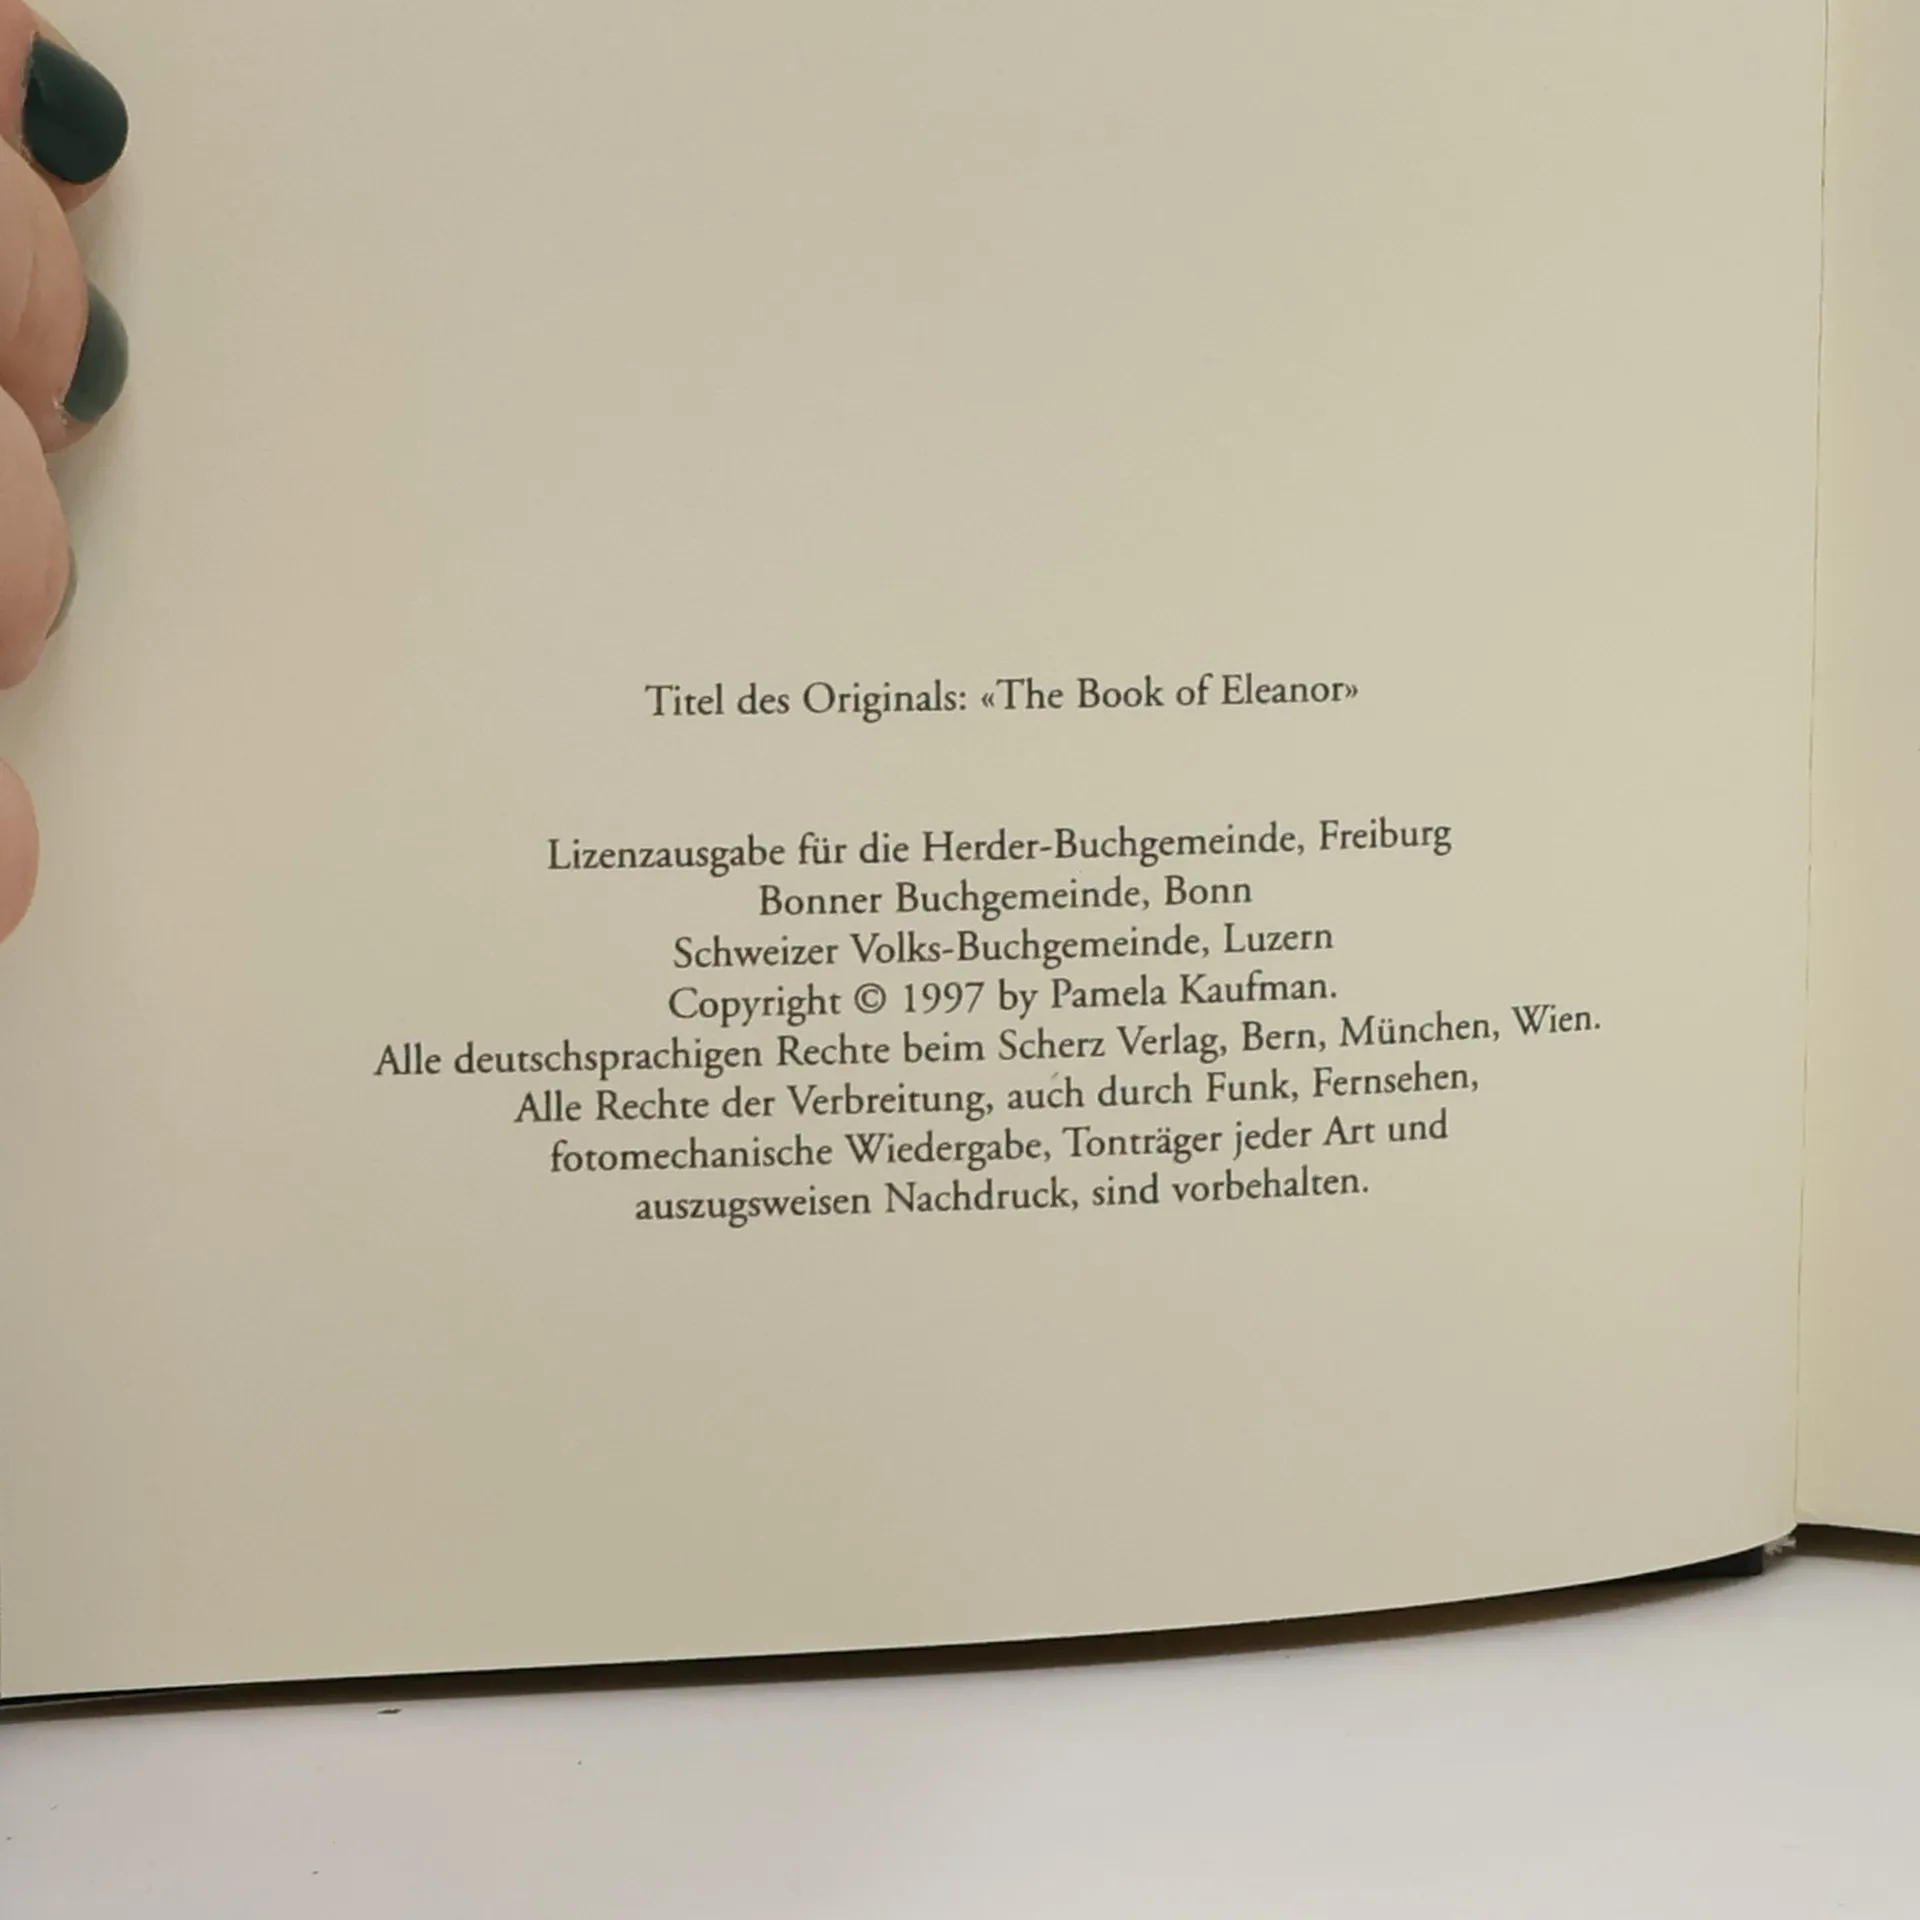 Titel des Originals: «The Book of Eleanor»
Lizenzausgabe für die Herder-Buchgemeinde, Freiburg
Bonner Buchgemeinde, Bonn
Schweizer Volks-Buchgemeinde, Luzern
Copyright © 1997 by Pamela Kaufman.
Alle deutschsprachigen Rechte beim Scherz Verlag, Bern, München, Wien.
Alle Rechte der Verbreitung, auch durch Funk, Fernsehen,
fotomechanische Wiedergabe, Tonträger jeder Art und
auszugsweisen Nachdruck, sind vorbehalten.